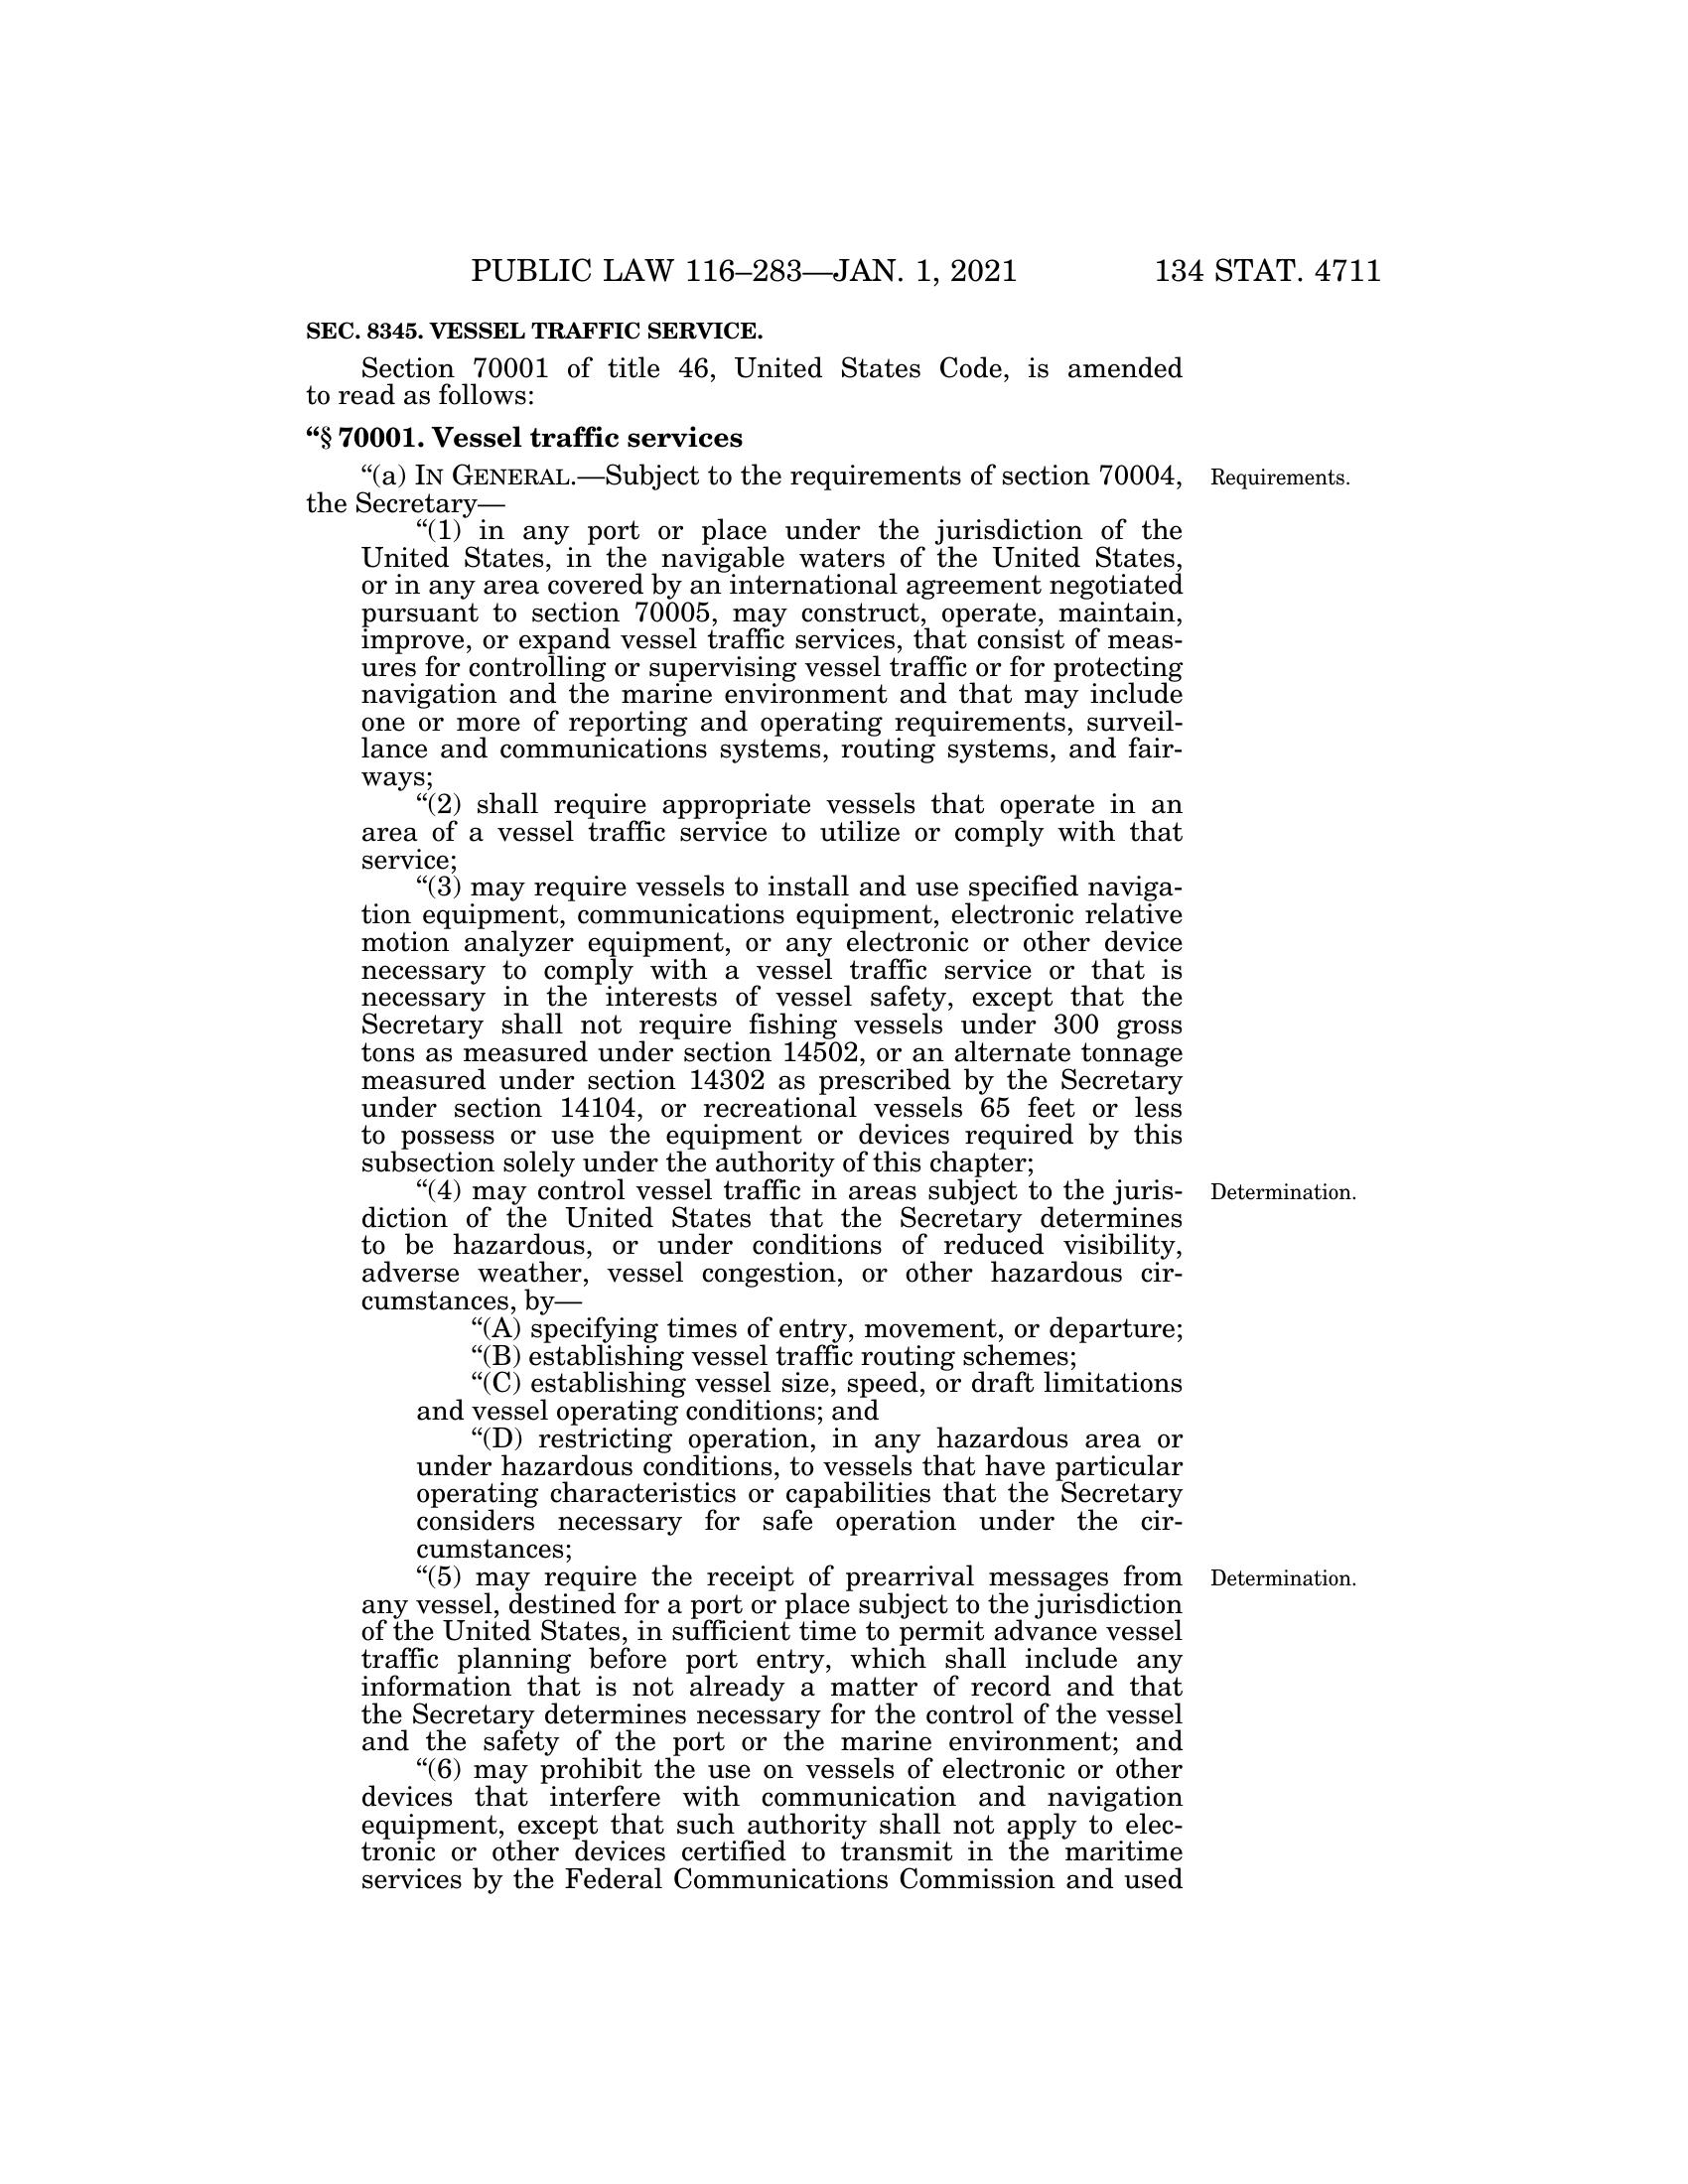 PUBLIC LAW 116–283—JAN. 1, 2021 134 STAT. 4711
SEC. 8345. VESSEL TRAFFIC SERVICE.
Section 70001 of title 46, United States Code, is amended
to read as follows:
“§ 70001. Vessel traffic services
“(a) IN GENERAL.—Subject to the requirements of section 70004,
Requirements.
the Secretary—
“(1) in any port or place under the jurisdiction of the
United States, in the navigable waters of the United States,
or in any area covered by an international agreement negotiated
pursuant to section 70005, may construct, operate, maintain,
improve, or expand vessel traffic services, that consist of meas-
ures for controlling or supervising vessel traffic or for protecting
navigation and the marine environment and that may include
one or more of reporting and operating requirements, surveil-
lance and communications systems, routing systems, and fair-
ways;
“(2) shall require appropriate vessels that operate in an
area of a vessel traffic service to utilize or comply with that
service;
“(3) may require vessels to install and use specified naviga-
tion equipment, communications equipment, electronic relative
motion analyzer equipment, or any electronic or other device
necessary to comply with a vessel traffic service or that is
necessary in the interests of vessel safety, except that the
Secretary shall not require fishing vessels under 300 gross
tons as measured under section 14502, or an alternate tonnage
measured under section 14302 as prescribed by the Secretary
under section 14104, or recreational vessels 65 feet or less
to possess or use the equipment or devices required by this
subsection solely under the authority of this chapter;
“(4) may control vessel traffic in areas subject to the juris-
Determination.
diction of the United States that the Secretary determines
to be hazardous, or under conditions of reduced visibility,
adverse weather, vessel congestion, or other hazardous cir-
cumstances, by—
“(A) specifying times of entry, movement, or departure;
“(B) establishing vessel traffic routing schemes;
“(C) establishing vessel size, speed, or draft limitations
and vessel operating conditions; and
“(D) restricting operation, in any hazardous area or
under hazardous conditions, to vessels that have particular
operating characteristics or capabilities that the Secretary
considers necessary for safe operation under the cir-
cumstances;
“(5) may require the receipt of prearrival messages from
Determination.
any vessel, destined for a port or place subject to the jurisdiction
of the United States, in sufficient time to permit advance vessel
traffic planning before port entry, which shall include any
information that is not already a matter of record and that
the Secretary determines necessary for the control of the vessel
and the safety of the port or the marine environment; and
“(6) may prohibit the use on vessels of electronic or other
devices that interfere with communication and navigation
equipment, except that such authority shall not apply to elec-
tronic or other devices certified to transmit in the maritime
services by the Federal Communications Commission and used